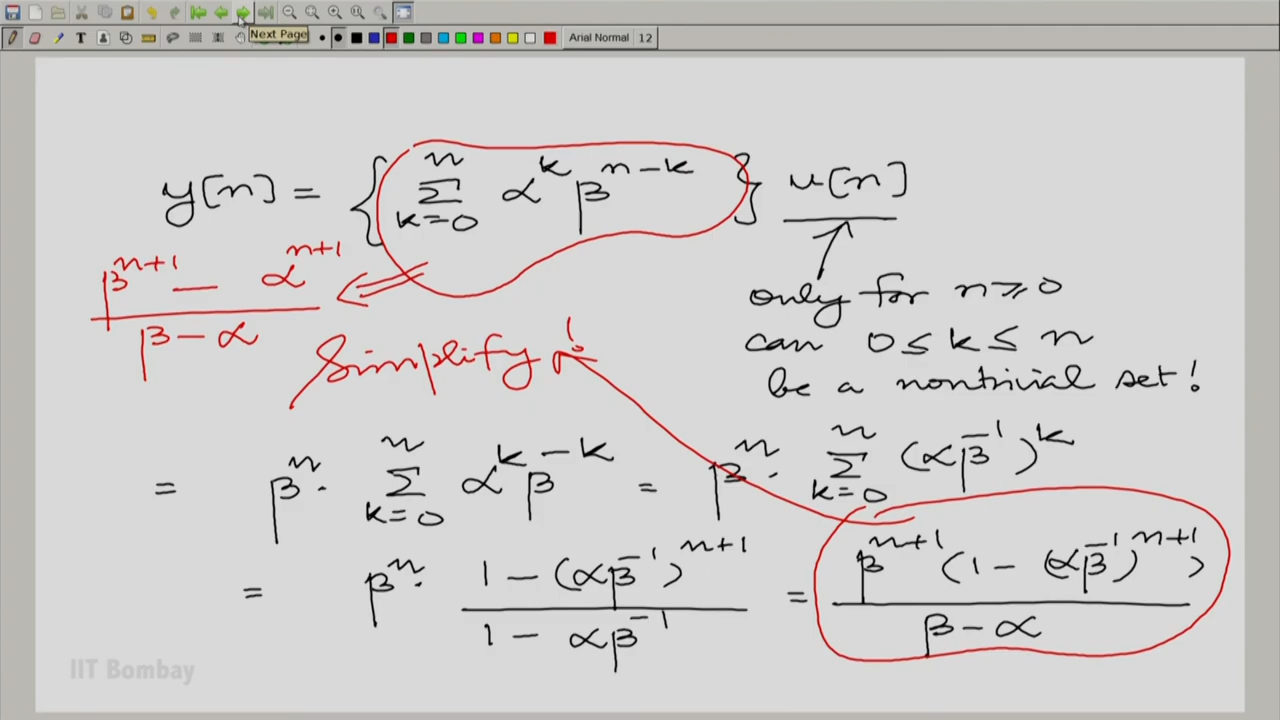 Next Page
Arial Normal 12
y[n] = { Σ_{k=0}^{n} α^k β^{n-k} } u[n]
(β^{n+1} - α^{n+1}) / (β - α)
only for n ≥ 0
can 0 ≤ k ≤ n
be a nontrivial set!
Simplify!
= β^n · Σ_{k=0}^{n} α^k β^{-k} = β^n · Σ_{k=0}^{n} (αβ^{-1})^k
= β^n · (1 - (αβ^{-1})^{n+1}) / (1 - αβ^{-1}) = β^{n+1} (1 - (αβ^{-1})^{n+1}) / (β - α)
IIT Bombay